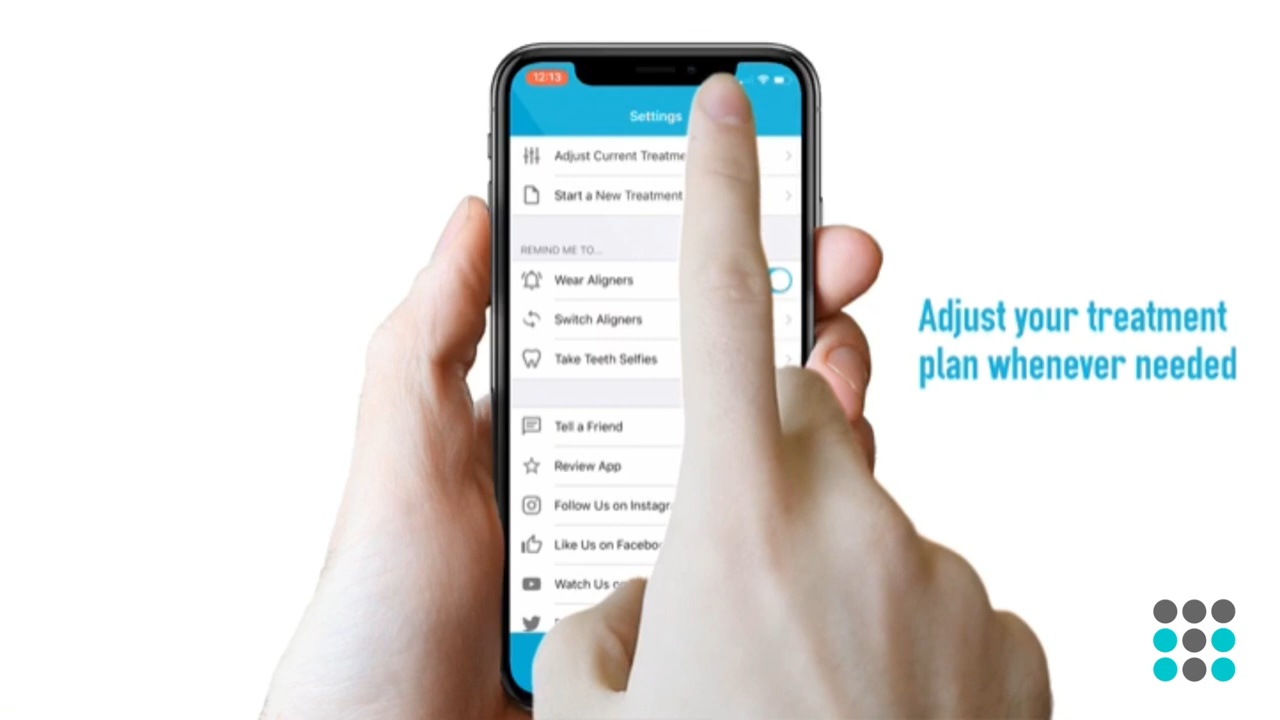 12:13
Settings
Adjust Current Treatme
Start a New Treatment
REMIND ME TO...
Wear Aligners
Switch Aligners
Take Teeth Selfies
Tell a Friend
Review App
Follow Us on Instagr
Like Us on Facebo
Watch Us o
Adjust your treatment
plan whenever needed